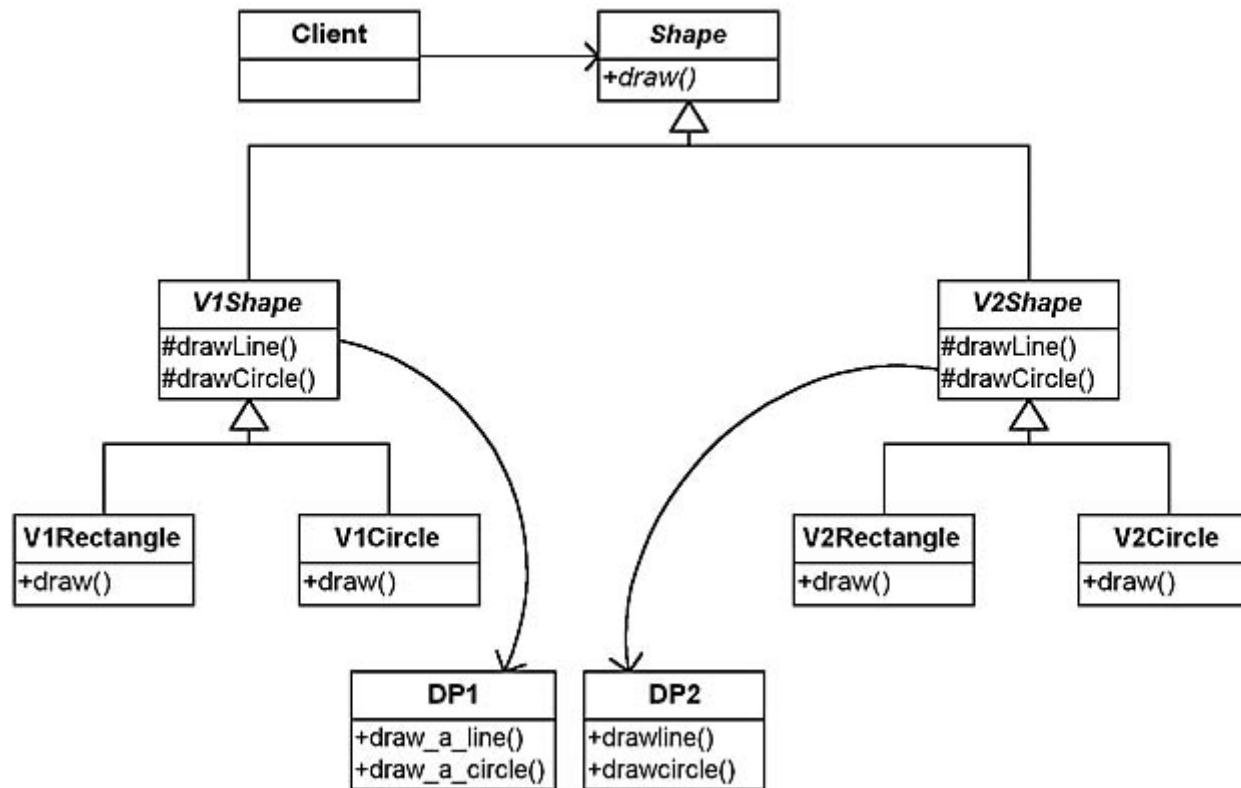 Client
Shape
+draw()
V1Shape
#drawLine()
#drawCircle()
V2Shape
#drawLine()
#drawCircle()
V1Rectangle
+draw()
V1Circle
+draw()
V2Rectangle
+draw()
V2Circle
+draw()
DP1
+draw_a_line()
+draw_a_circle()
DP2
+drawline()
+drawcircle()